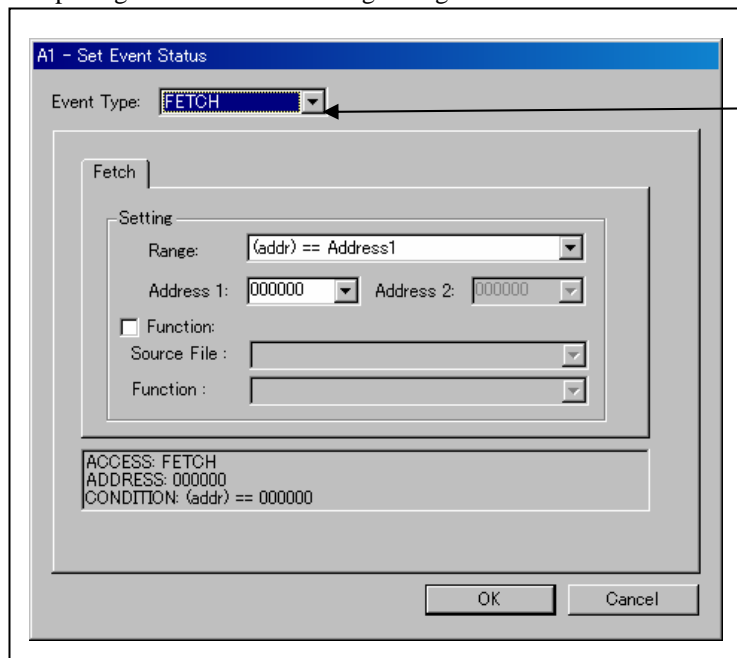 A1 - Set Event Status
Event Type: FETCH
Fetch
Setting
Range: (addr) == Address1
Address 1: 000000 Address 2: 000000
Function:
Source File :
Function :
ACCESS: FETCH
ADDRESS: 000000
CONDITION: (addr) == 000000
OK Cancel